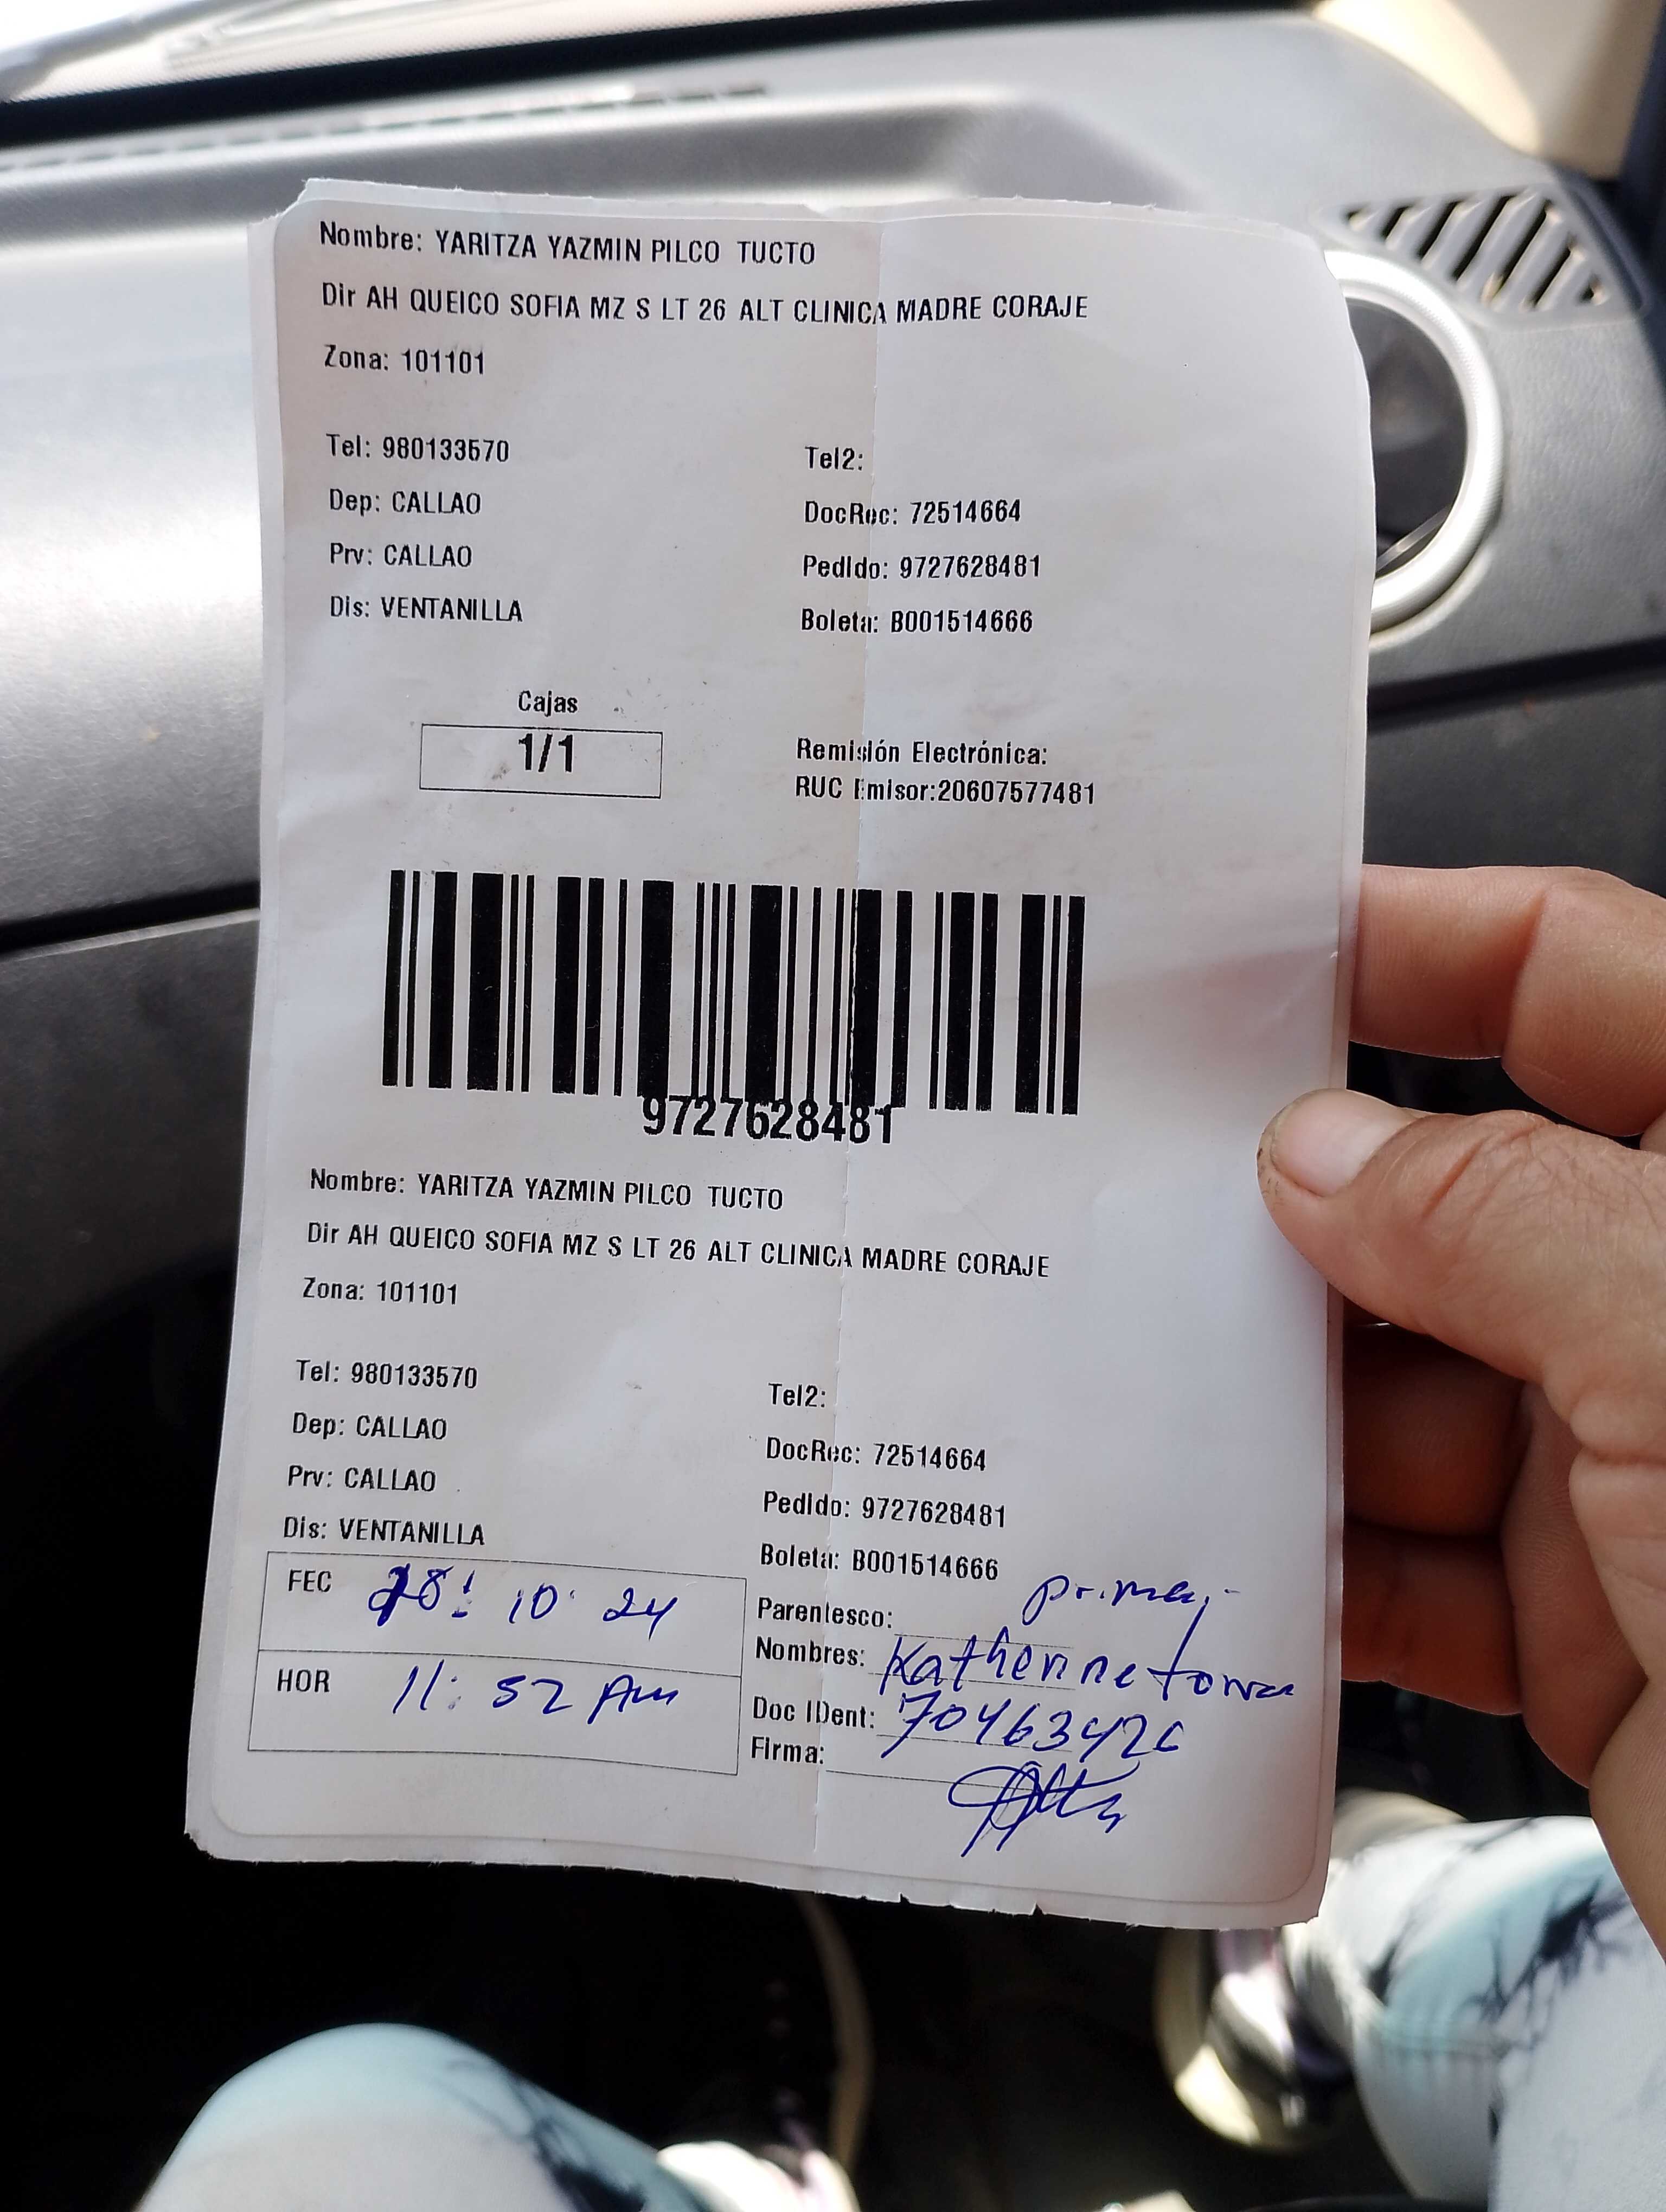 Nombre: YARITZA YAZMIN PILCO TUCTO
Dir AH QUEICO SOFIA MZ S LT 26 ALT CLINICA MADRE CORAJE
Zona: 101101
Tel: 980133570 Tel2:
Dep: CALLAO DocRec: 72514664
Prv: CALLAO Pedido: 9727628481
Dis: VENTANILLA Boleta: B001514666
Cajas
1/1
Remisión Electrónica:
RUC Emisor:20607577481
9727628481
Nombre: YARITZA YAZMIN PILCO TUCTO
Dir AH QUEICO SOFIA MZ S LT 26 ALT CLINICA MADRE CORAJE
Zona: 101101
Tel: 980133570 Tel2:
Dep: CALLAO DocRec: 72514664
Prv: CALLAO Pedido: 9727628481
Dis: VENTANILLA Boleta: B001514666
FEC 28: 10 24
HOR 11: 52 Am
Parentesco: prima
Nombres: Katherine
Doc IDent: 70463426
Firma: